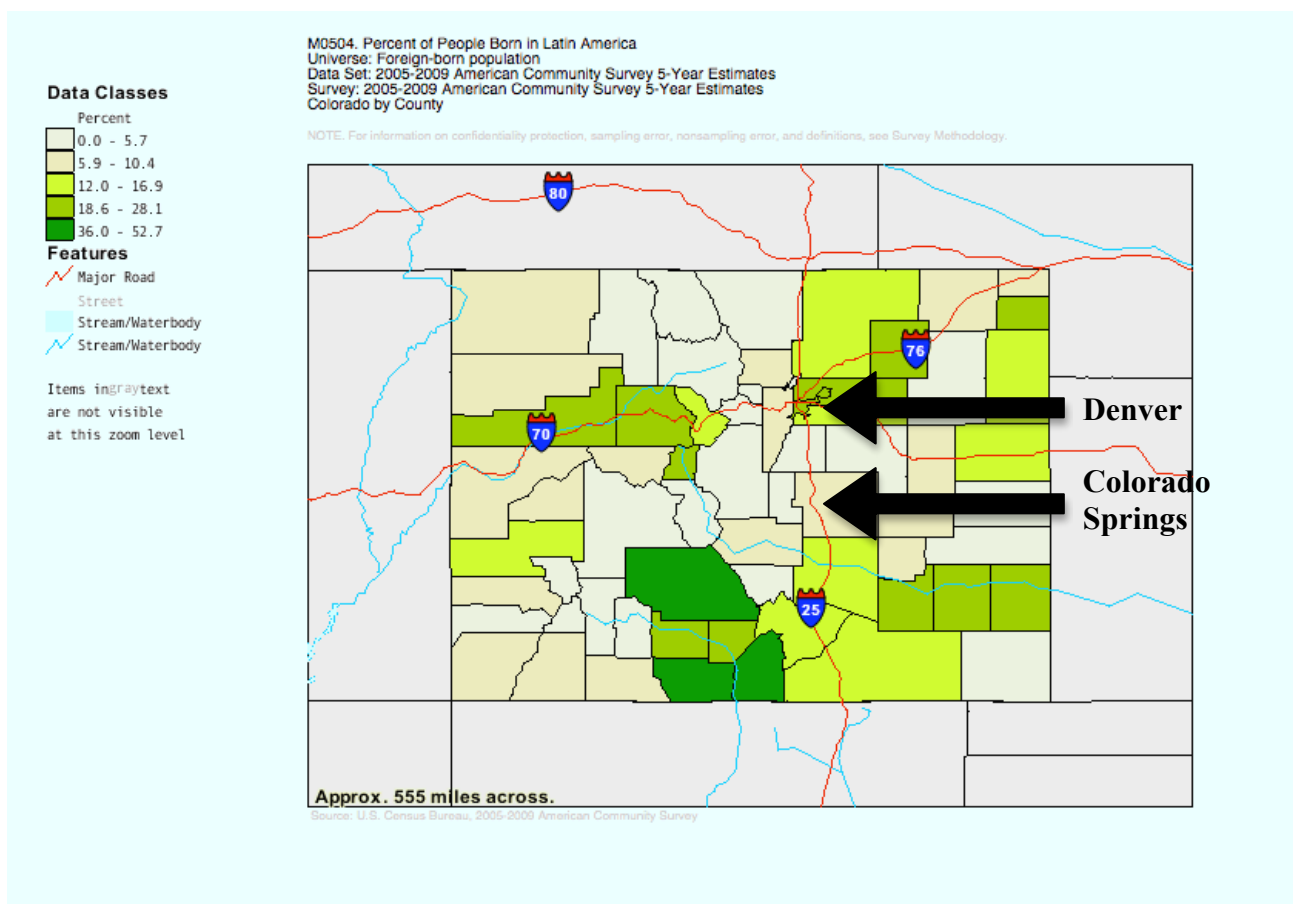 M0504. Percent of People Born in Latin America
Universe: Foreign-born population
Data Set: 2005-2009 American Community Survey 5-Year Estimates
Survey: 2005-2009 American Community Survey 5-Year Estimates
Colorado by County
NOTE. For information on confidentiality protection, sampling error, nonsampling error, and definitions, see Survey Methodology.
Data Classes
Percent
0.0 - 5.7
5.9 - 10.4
12.0 - 16.9
18.6 - 28.1
36.0 - 52.7
Features
Major Road
Street
Stream/Waterbody
Stream/Waterbody
Items in gray text
are not visible
at this zoom level
80
76
70
25
Denver
Colorado
Springs
Approx. 555 miles across.
Source: U.S. Census Bureau, 2005-2009 American Community Survey